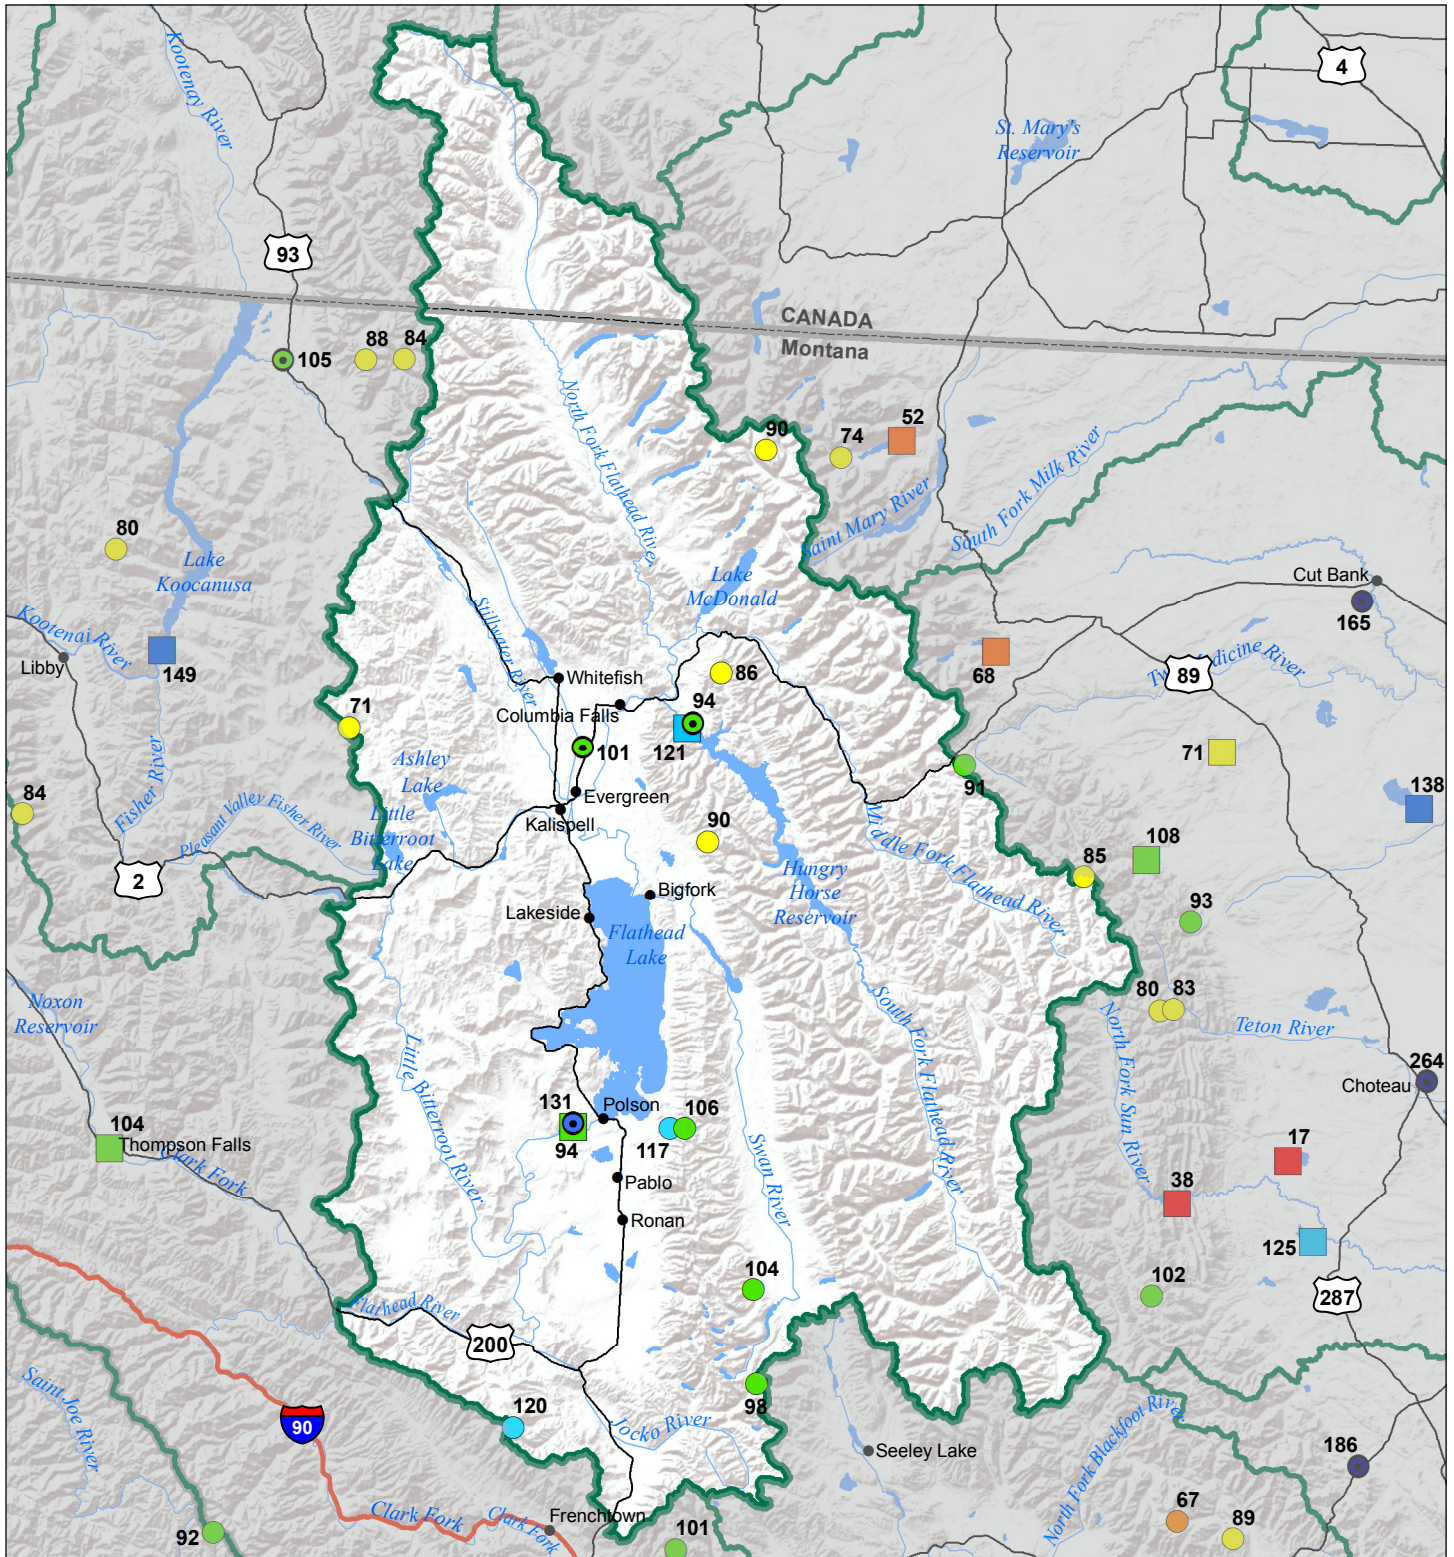 Kootenay River
4
St. Mary's
Reservoir
93
CANADA
Montana
105
88
84
90
74
52
North Fork Flathead River
Saint Mary River
South Fork Milk River
80
Lake
Koocanusa
Lake
McDonald
Cut Bank
165
Kootenai River
Libby
149
Stillwater River
Whitefish
86
68
89
Two Medicine River
71
Columbia Falls
94
121
101
Ashley
Lake
Evergreen
Little
Bitterroot
Lake
Kalispell
91
71
138
84
Fisher River
Pleasant Valley Fisher River
2
90
Middle Fork Flathead River
108
85
Hungry
Horse
Reservoir
Bigfork
Lakeside
Flathead
Lake
93
Noxon
Reservoir
80
83
Teton River
North Fork Sun River
South Fork Flathead River
Little Bitterroot River
264
Choteau
131
94
Polson
106
117
104
Thompson Falls
Clark Fork
Swan River
Pablo
Ronan
17
38
125
104
102
287
Flathead River
200
98
120
Jocko River
Saint Joe River
90
Seeley Lake
North Fork Blackfoot River
186
Clark Fork
Clark Fork
Frenchtown
101
92
67
89